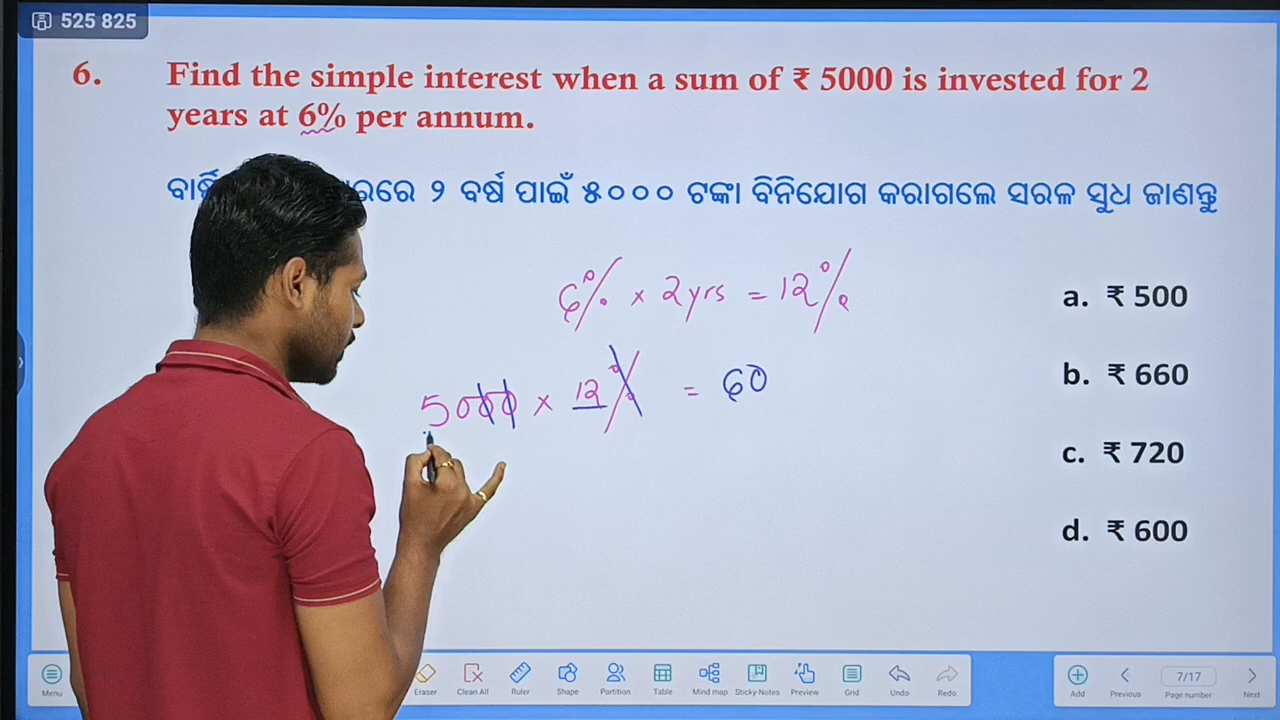 525 825
6. Find the simple interest when a sum of ₹ 5000 is invested for 2
years at 6% per annum.
ରେ ୨ ବର୍ଷ ପାଇଁ ୫୦୦୦ ଟଙ୍କା ବିନିଯୋଗ କରାଗଲେ ସରଳ ସୁଧ ଜାଣନ୍ତୁ
6% × 2yrs = 12%
5000 × 12% = 60
a. ₹ 500
b. ₹ 660
c. ₹ 720
d. ₹ 600
Menu Eraser Clean All Ruler Shape Partition Table Mind map Sticky-Notes Preview Grid Undo Redo Add Previous 7/17 Page number Next